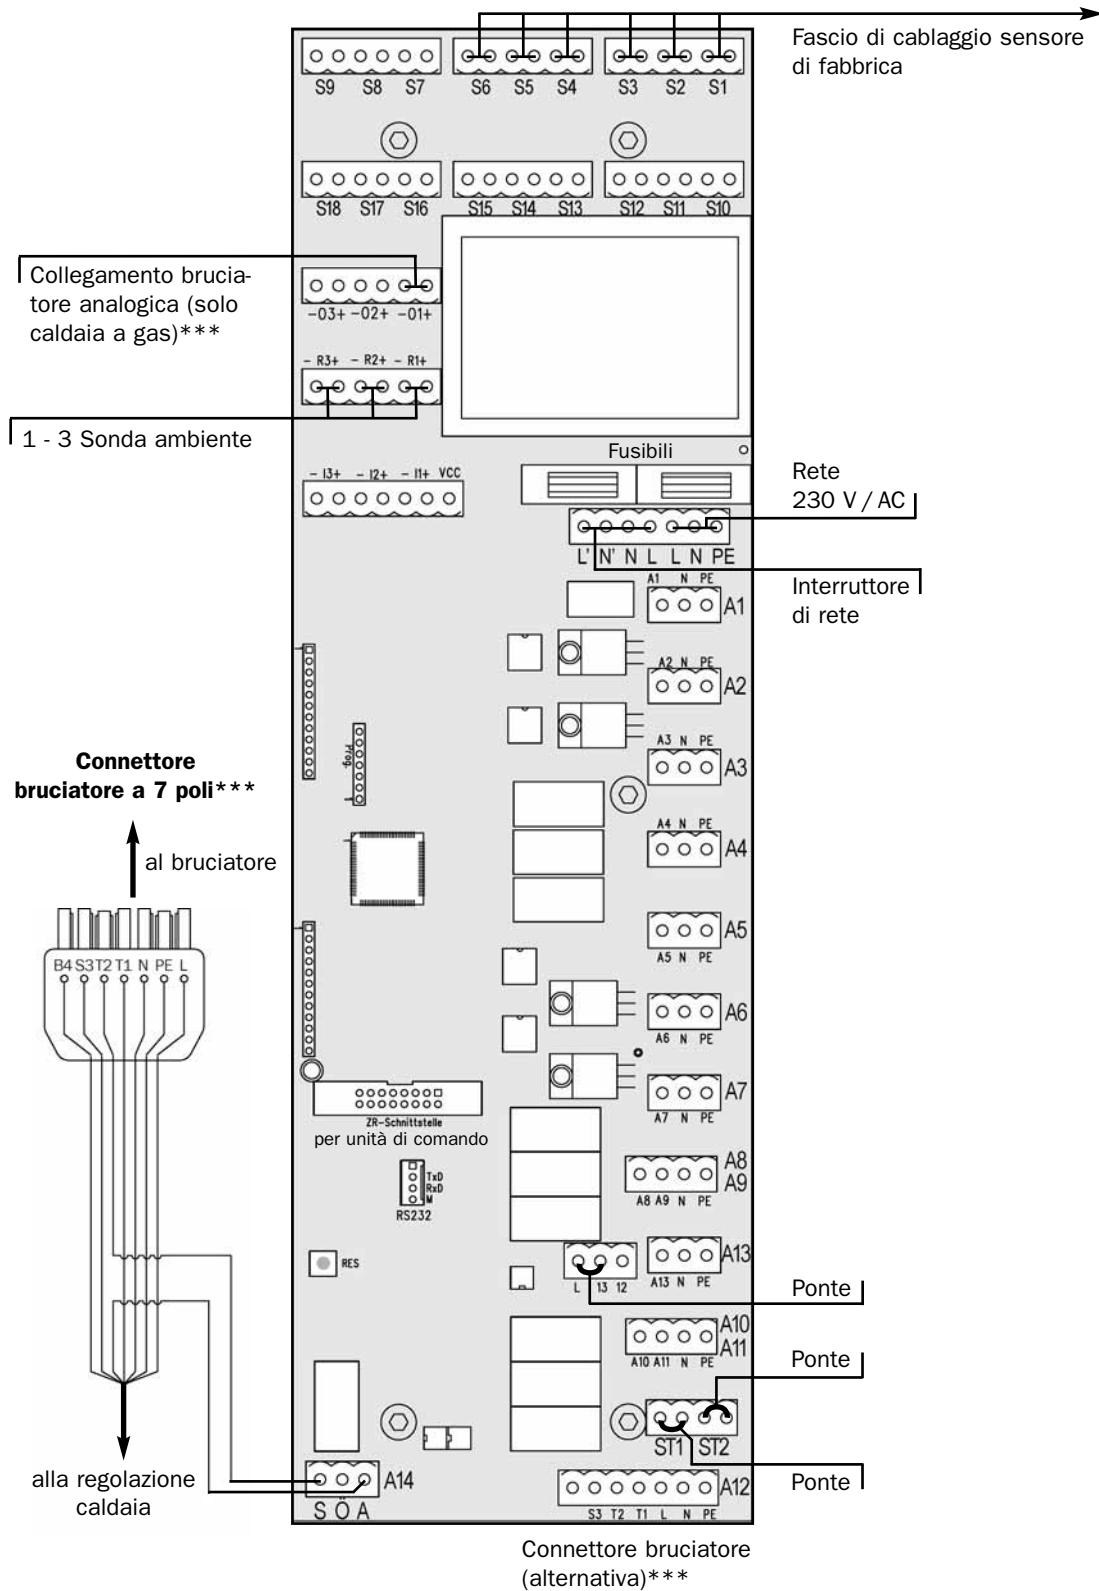 Fascio di cablaggio sensore
di fabbrica
S9 S8 S7 S6 S5 S4 S3 S2 S1
S18 S17 S16 S15 S14 S13 S12 S11 S10
Collegamento brucia-
tore analogica (solo
caldaia a gas)***
-O3+ -O2+ -O1+
- R3+ - R2+ - R1+
1 - 3 Sonda ambiente
Fusibili
- I3+ - I2+ - I1+ VCC
Rete
230 V / AC
L' N' N L L N PE
Interruttore
di rete
A1 N PE
A1
A2 N PE
A2
A3 N PE
A3
Prog.
A4 N PE
A4
A5
A5 N PE
A6
A6 N PE
A7
A7 N PE
Connettore
bruciatore a 7 poli***
al bruciatore
B4 S3 T2 T1 N PE L
ZR-Schnittstelle
per unità di comando
TxD
RxD
M
RS232
A8
A9
A8 A9 N PE
RES
A13
L 13 12
A13 N PE
Ponte
A10
A11
A10 A11 N PE
Ponte
ST1 ST2
Ponte
alla regolazione
caldaia
A14
S Ö A
A12
S3 T2 T1 L N PE
Connettore bruciatore
(alternativa)***